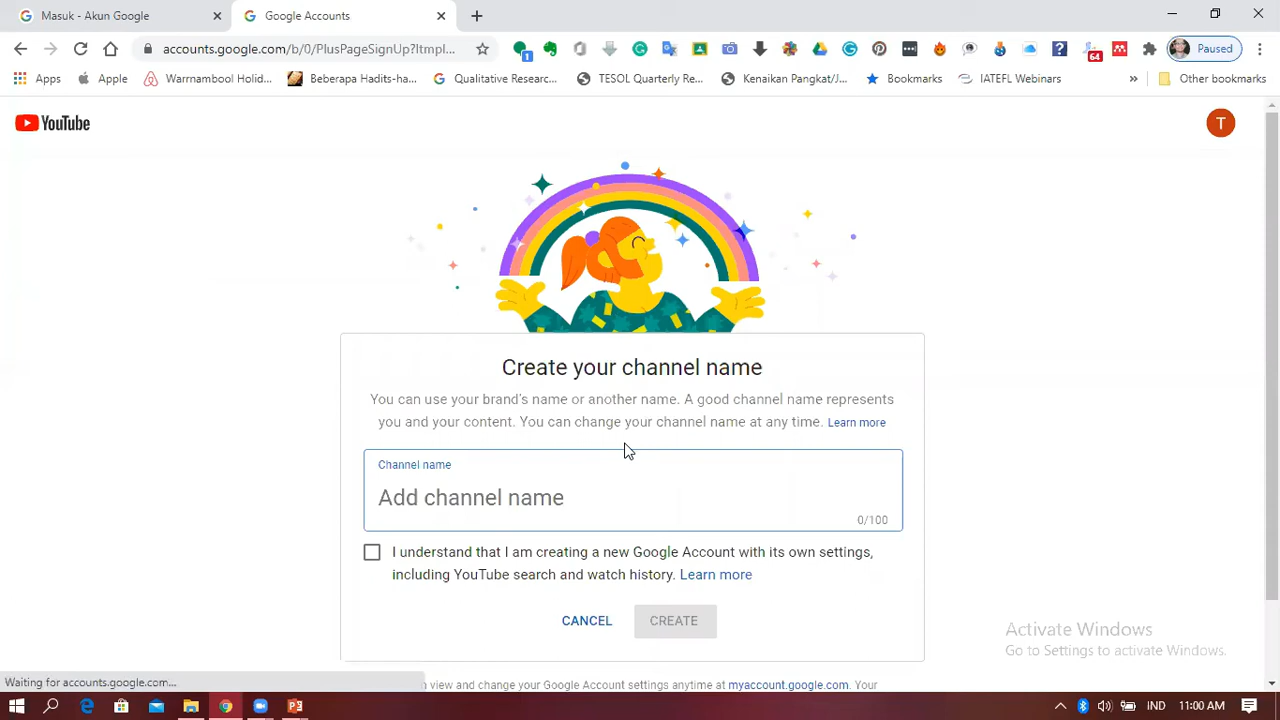 Masuk - Akun Google
Google Accounts
accounts.google.com/b/0/PlusPageSignUp?ltmpl...
1
64
Paused
Apps
Apple
Warrnambool Holid...
Beberapa Hadits-ha...
Qualitative Researc...
TESOL Quarterly Re...
Kenaikan Pangkat/J...
Bookmarks
IATEFL Webinars
»
Other bookmarks
YouTube
T
Create your channel name
You can use your brand's name or another name. A good channel name represents
you and your content. You can change your channel name at any time. Learn more
Channel name
Add channel name
0/100
I understand that I am creating a new Google Account with its own settings,
including YouTube search and watch history. Learn more
CANCEL
CREATE
Activate Windows
Go to Settings to activate Windows.
Waiting for accounts.google.com...
view and change your Google Account settings anytime at myaccount.google.com. Your
IND
11:00 AM